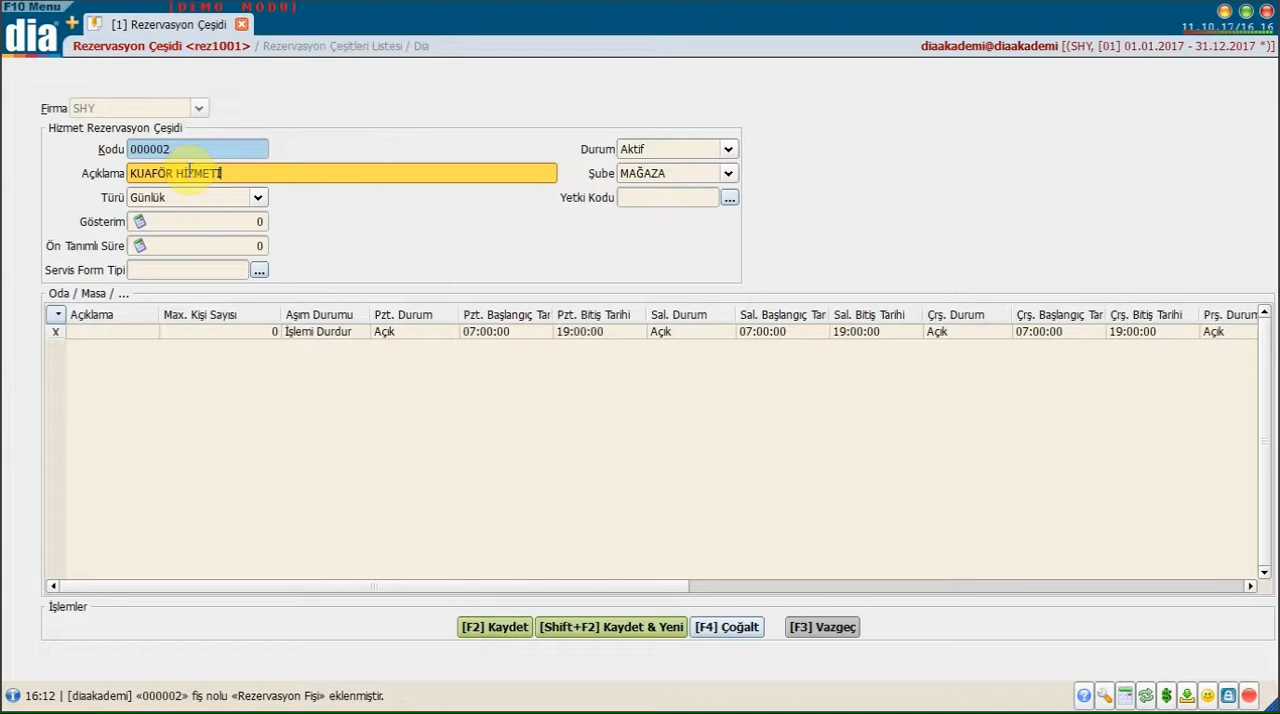 F10 Menu
[DIMO MODU]
dia
[1] Rezervasyon Çeşidi
11.10.17/16 16
Rezervasyon Çeşidi <rez1001> / Rezervasyon Çeşitleri Listesi / Dia
diaakademi@diaakademi [(SHY, [01] 01.01.2017 - 31.12.2017 *)]
Firma SHY
Hizmet Rezervasyon Çeşidi
Kodu 000002
Durum Aktif
Açıklama KUAFÖR HİZMETİ
Şube MAĞAZA
Türü Günlük
Yetki Kodu ...
Gösterim 0
Ön Tanımlı Süre 0
Servis Form Tipi ...
Oda / Masa / ...
Açıklama Max. Kişi Sayısı Aşım Durumu Pzt. Durum Pzt. Başlangıç Tar Pzt. Bitiş Tarihi Sal. Durum Sal. Başlangıç Tar Sal. Bitiş Tarihi Çrş. Durum Çrş. Başlangıç Tar Çrş. Bitiş Tarihi Prş. Durum
X 0 İşlemi Durdur Açık 07:00:00 19:00:00 Açık 07:00:00 19:00:00 Açık 07:00:00 19:00:00 Açık
İşlemler
[F2] Kaydet [Shift+F2] Kaydet & Yeni [F4] Çoğalt [F3] Vazgeç
16:12 | [diaakademi] «000002» fiş nolu «Rezervasyon Fişi» eklenmiştir.